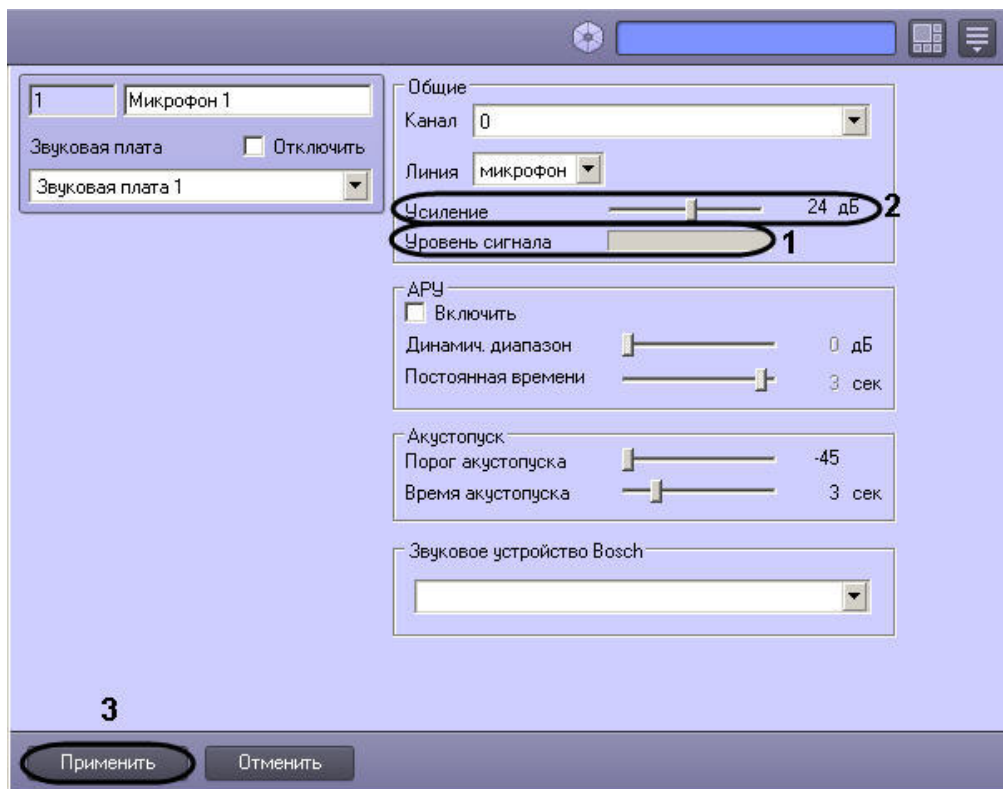 1
Микрофон 1
Звуковая плата
Отключить
Звуковая плата 1
Общие
Канал
0
Линия
микрофон
Усиление
24 дБ
2
Уровень сигнала
1
АРУ
Включить
Динамич. диапазон
0 дБ
Постоянная времени
3 сек
Акустопуск
Порог акустопуска
-45
Время акустопуска
3 сек
Звуковое устройство Bosch
3
Применить
Отменить